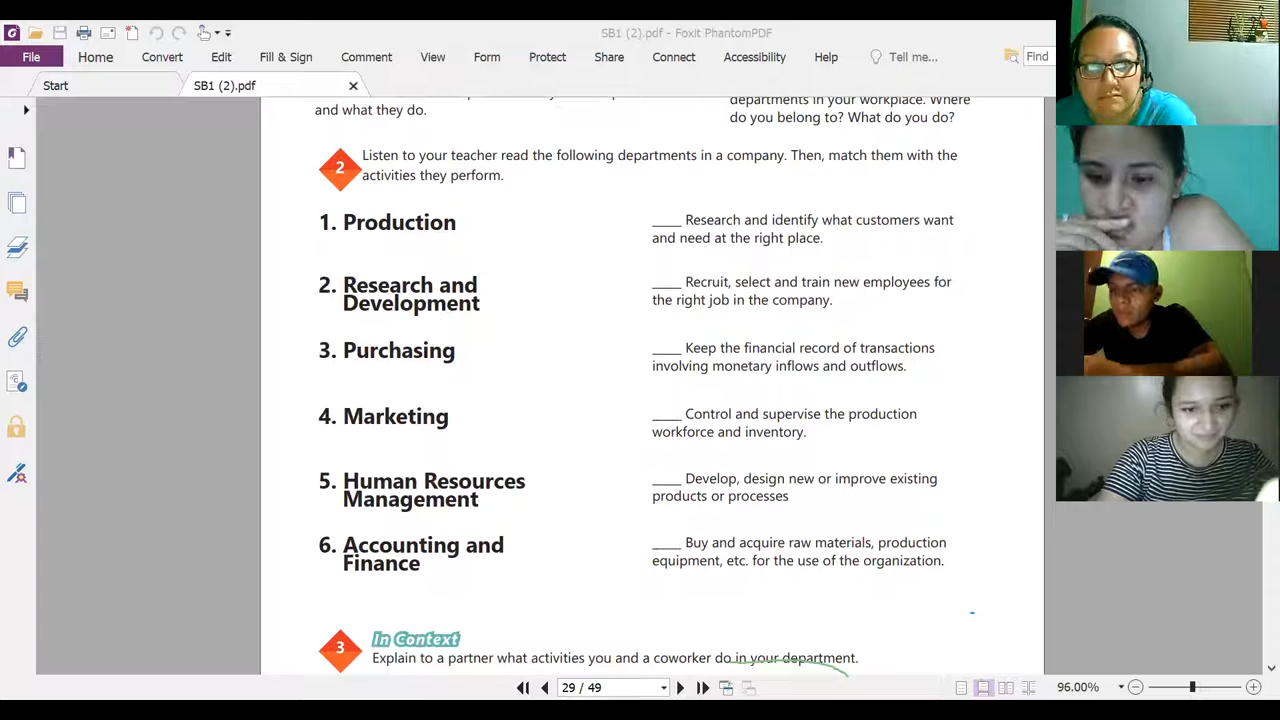 SB1 (2).pdf - Foxit PhantomPDF
File Home Convert Edit Fill & Sign Comment View Form Protect Share Connect Accessibility Help Tell me... Find
Start SB1 (2).pdf
and what they do.
departments in your workplace. Where
do you belong to? What do you do?
2 Listen to your teacher read the following departments in a company. Then, match them with the
activities they perform.
1. Production
____ Research and identify what customers want
and need at the right place.
2. Research and
Development
____ Recruit, select and train new employees for
the right job in the company.
3. Purchasing
____ Keep the financial record of transactions
involving monetary inflows and outflows.
4. Marketing
____ Control and supervise the production
workforce and inventory.
5. Human Resources
Management
____ Develop, design new or improve existing
products or processes
6. Accounting and
Finance
____ Buy and acquire raw materials, production
equipment, etc. for the use of the organization.
3 In Context
Explain to a partner what activities you and a coworker do in your department.
29 / 49
96.00%